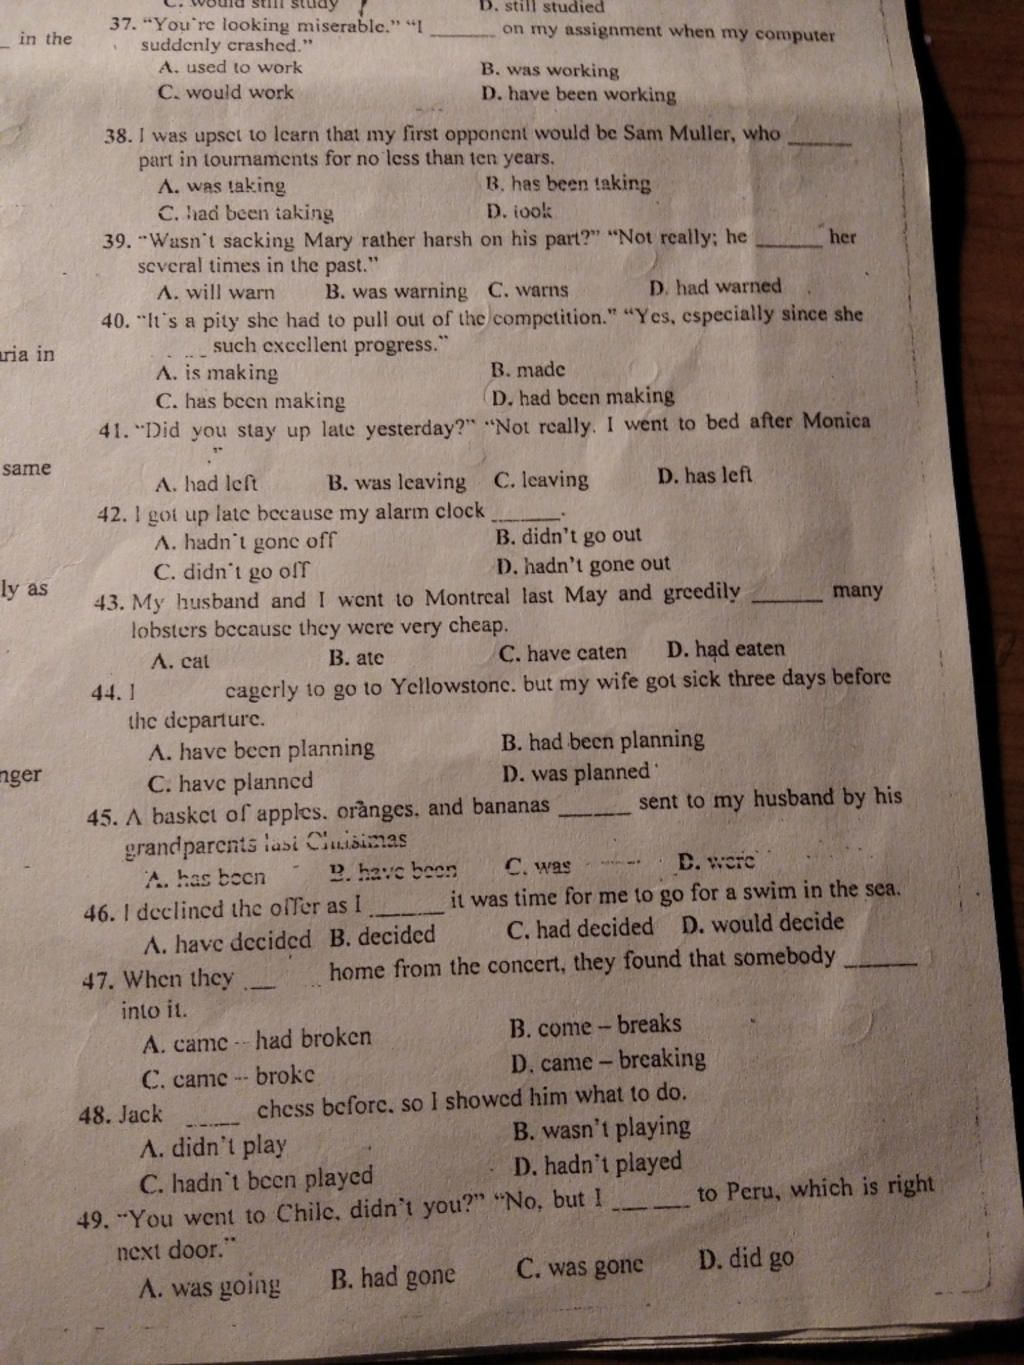 C. would still study D. still studied
37. “You're looking miserable.” “I ______ on my assignment when my computer
suddenly crashed.”
A. used to work B. was working
C. would work D. have been working
38. I was upset to learn that my first opponent would be Sam Muller, who ______
part in tournaments for no less than ten years.
A. was taking B. has been taking
C. had been taking D. took
39. “Wasn't sacking Mary rather harsh on his part?” “Not really; he ______ her
several times in the past.”
A. will warn B. was warning C. warns D. had warned
40. “It's a pity she had to pull out of the competition.” “Yes, especially since she
______ such excellent progress.”
A. is making B. made
C. has been making D. had been making
41. “Did you stay up late yesterday?” “Not really. I went to bed after Monica
.”
A. had left B. was leaving C. leaving D. has left
42. I got up late because my alarm clock ______.
A. hadn't gone off B. didn't go out
C. didn't go off D. hadn't gone out
43. My husband and I went to Montreal last May and greedily ______ many
lobsters because they were very cheap.
A. eat B. ate C. have eaten D. had eaten
44. I eagerly to go to Yellowstone, but my wife got sick three days before
the departure.
A. have been planning B. had been planning
C. have planned D. was planned
45. A basket of apples, oranges, and bananas ______ sent to my husband by his
grandparents last Christmas
A. has been B. have been C. was D. were
46. I declined the offer as I ______ it was time for me to go for a swim in the sea.
A. have decided B. decided C. had decided D. would decide
47. When they ___ home from the concert, they found that somebody ______
into it.
A. came -- had broken B. come – breaks
C. came -- broke D. came – breaking
48. Jack ______ chess before, so I showed him what to do.
A. didn't play B. wasn't playing
C. hadn't been played D. hadn't played
49. “You went to Chile, didn't you?” “No, but I ______ to Peru, which is right
next door.”
A. was going B. had gone C. was gone D. did go
in the
aria in
same
ly as
nger